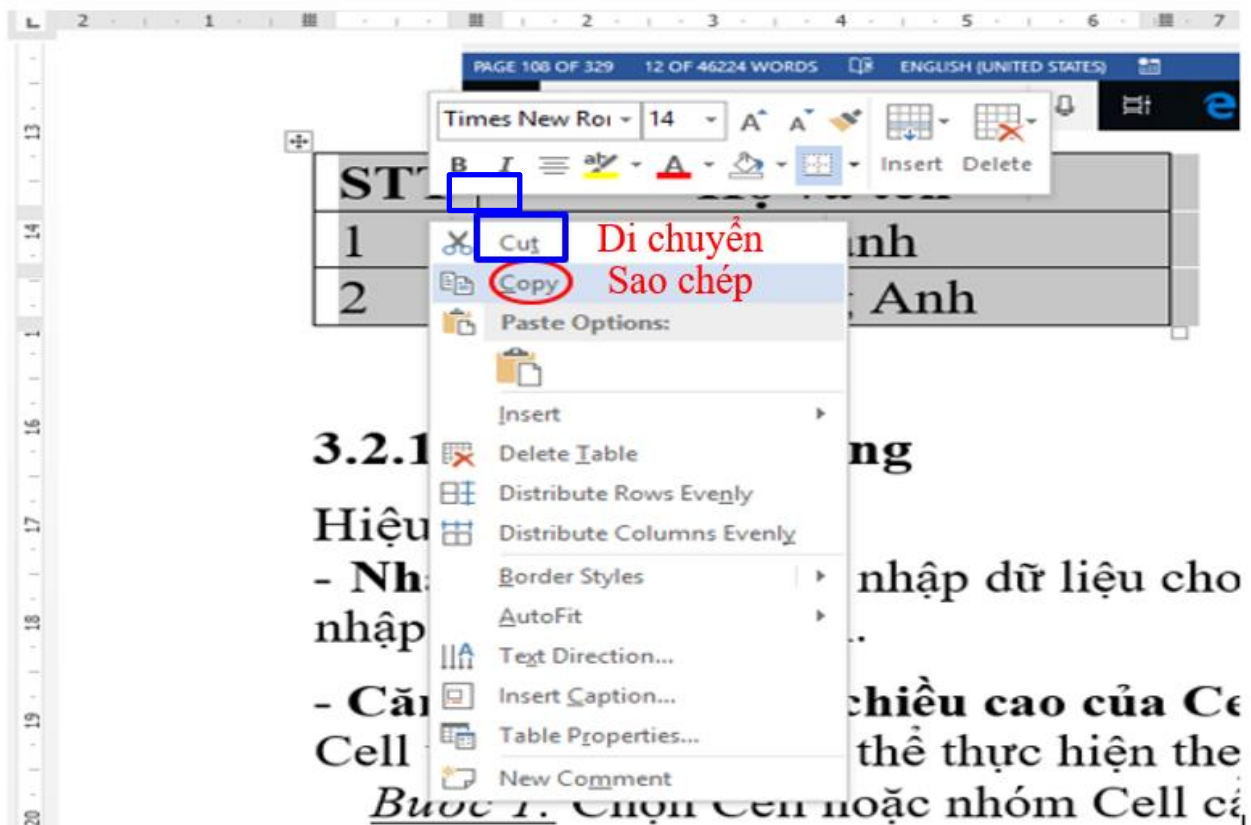 2 1 2 3 4 5 6 7
PAGE 108 OF 329 12 OF 46224 WORDS ENGLISH (UNITED STATES)
Times New Roi 14 A A
B I A Insert Delete
13
14
1
16
17
18
19
20
STT
1 Cut Di chuyển
2 Copy Sao chép Anh
Paste Options:
Insert
3.2.1 Delete Table ng
Distribute Rows Evenly
Hiệu Distribute Columns Evenly
- Nh Border Styles nhập dữ liệu cho
nhập AutoFit
Text Direction...
- Căn Insert Caption... chiều cao của Ce
Cell Table Properties... thể thực hiện the
New Comment
Bước 1. Chọn Cell hoặc nhóm Cell